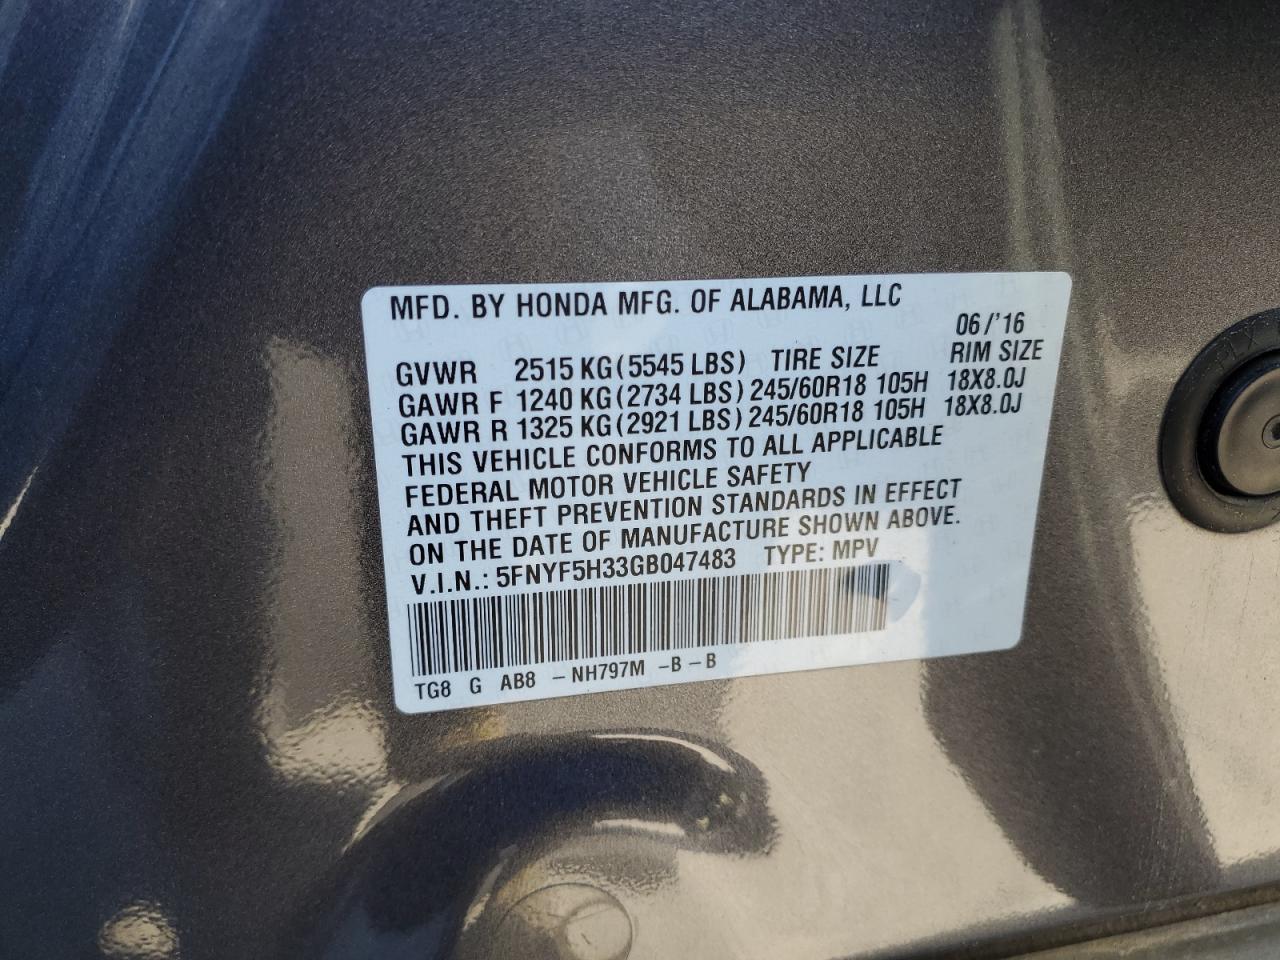 MFD. BY HONDA MFG. OF ALABAMA, LLC
06/'16
GVWR 2515 KG (5545 LBS) TIRE SIZE RIM SIZE
GAWR F 1240 KG (2734 LBS) 245/60R18 105H 18X8.0J
GAWR R 1325 KG (2921 LBS) 245/60R18 105H 18X8.0J
THIS VEHICLE CONFORMS TO ALL APPLICABLE
FEDERAL MOTOR VEHICLE SAFETY
AND THEFT PREVENTION STANDARDS IN EFFECT
ON THE DATE OF MANUFACTURE SHOWN ABOVE.
V.I.N.: 5FNYF5H33GB047483 TYPE: MPV
TG8 G AB8 – NH797M –B – B